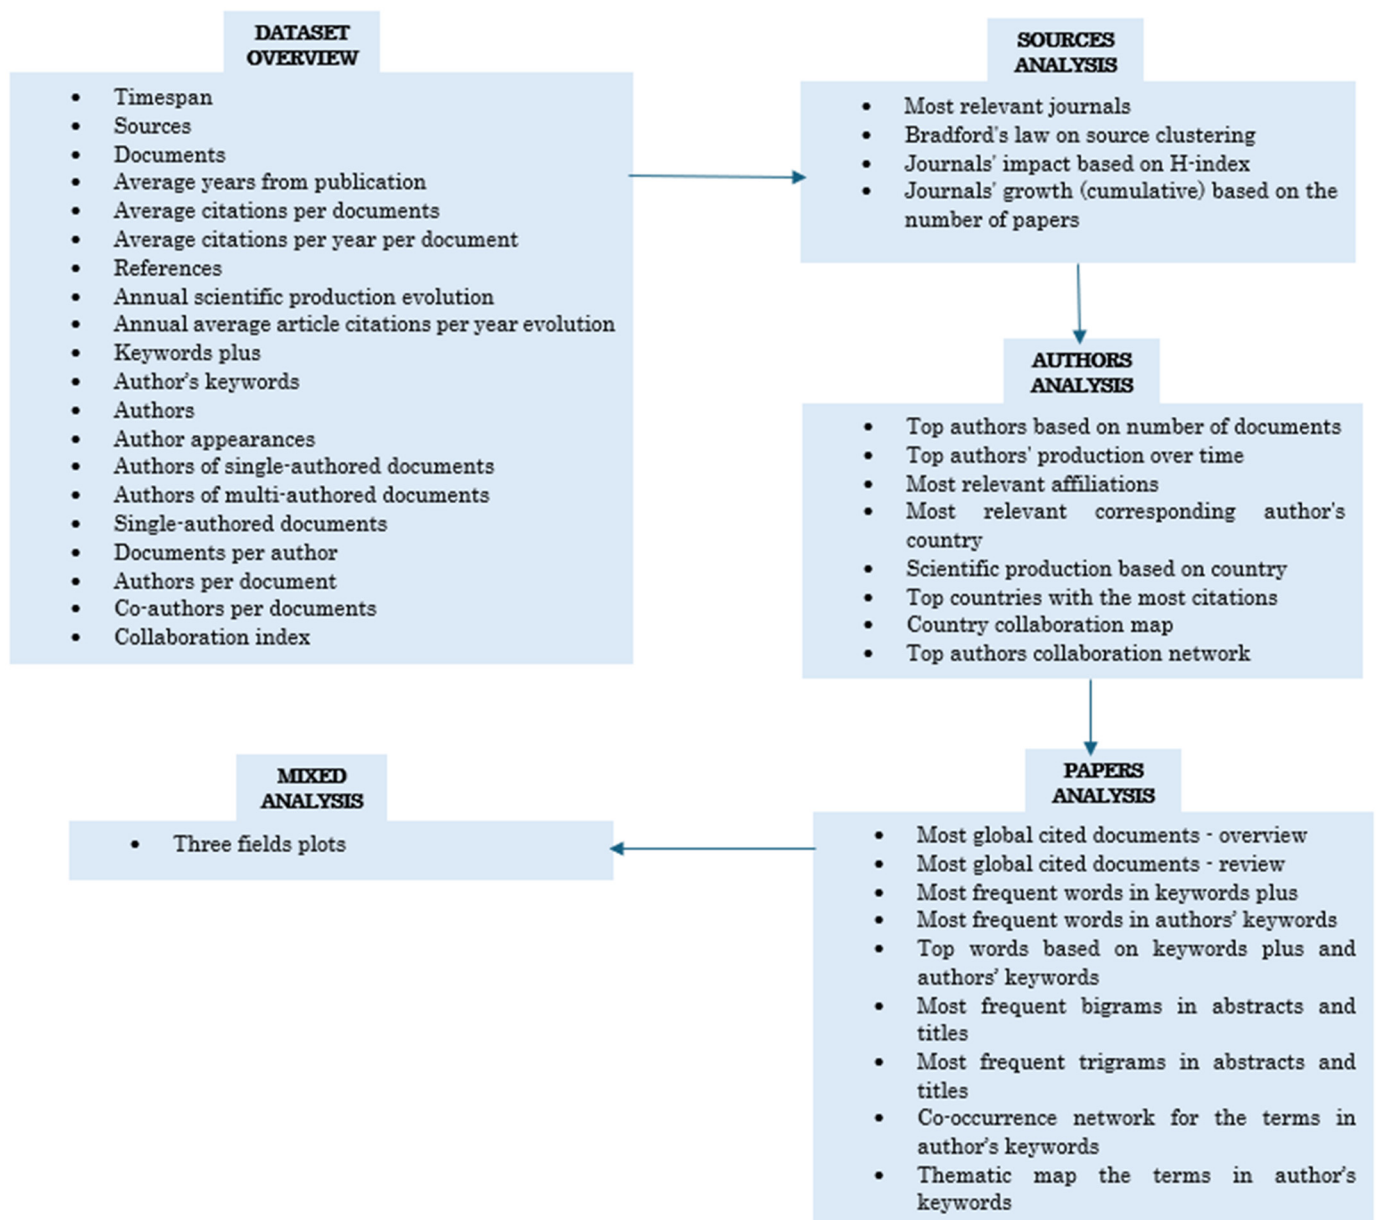 DATASET
OVERVIEW
• Timespan
• Sources
• Documents
• Average years from publication
• Average citations per documents
• Average citations per year per document
• References
• Annual scientific production evolution
• Annual average article citations per year evolution
• Keywords plus
• Author's keywords
• Authors
• Author appearances
• Authors of single-authored documents
• Authors of multi-authored documents
• Single-authored documents
• Documents per author
• Authors per document
• Co-authors per documents
• Collaboration index
SOURCES
ANALYSIS
• Most relevant journals
• Bradford's law on source clustering
• Journals' impact based on H-index
• Journals' growth (cumulative) based on the
number of papers
AUTHORS
ANALYSIS
• Top authors based on number of documents
• Top authors' production over time
• Most relevant affiliations
• Most relevant corresponding author's
country
• Scientific production based on country
• Top countries with the most citations
• Country collaboration map
• Top authors collaboration network
PAPERS
ANALYSIS
• Most global cited documents - overview
• Most global cited documents - review
• Most frequent words in keywords plus
• Most frequent words in authors' keywords
• Top words based on keywords plus and
authors' keywords
• Most frequent bigrams in abstracts and
titles
• Most frequent trigrams in abstracts and
titles
• Co-occurrence network for the terms in
author's keywords
• Thematic map the terms in author's
keywords
MIXED
ANALYSIS
• Three fields plots